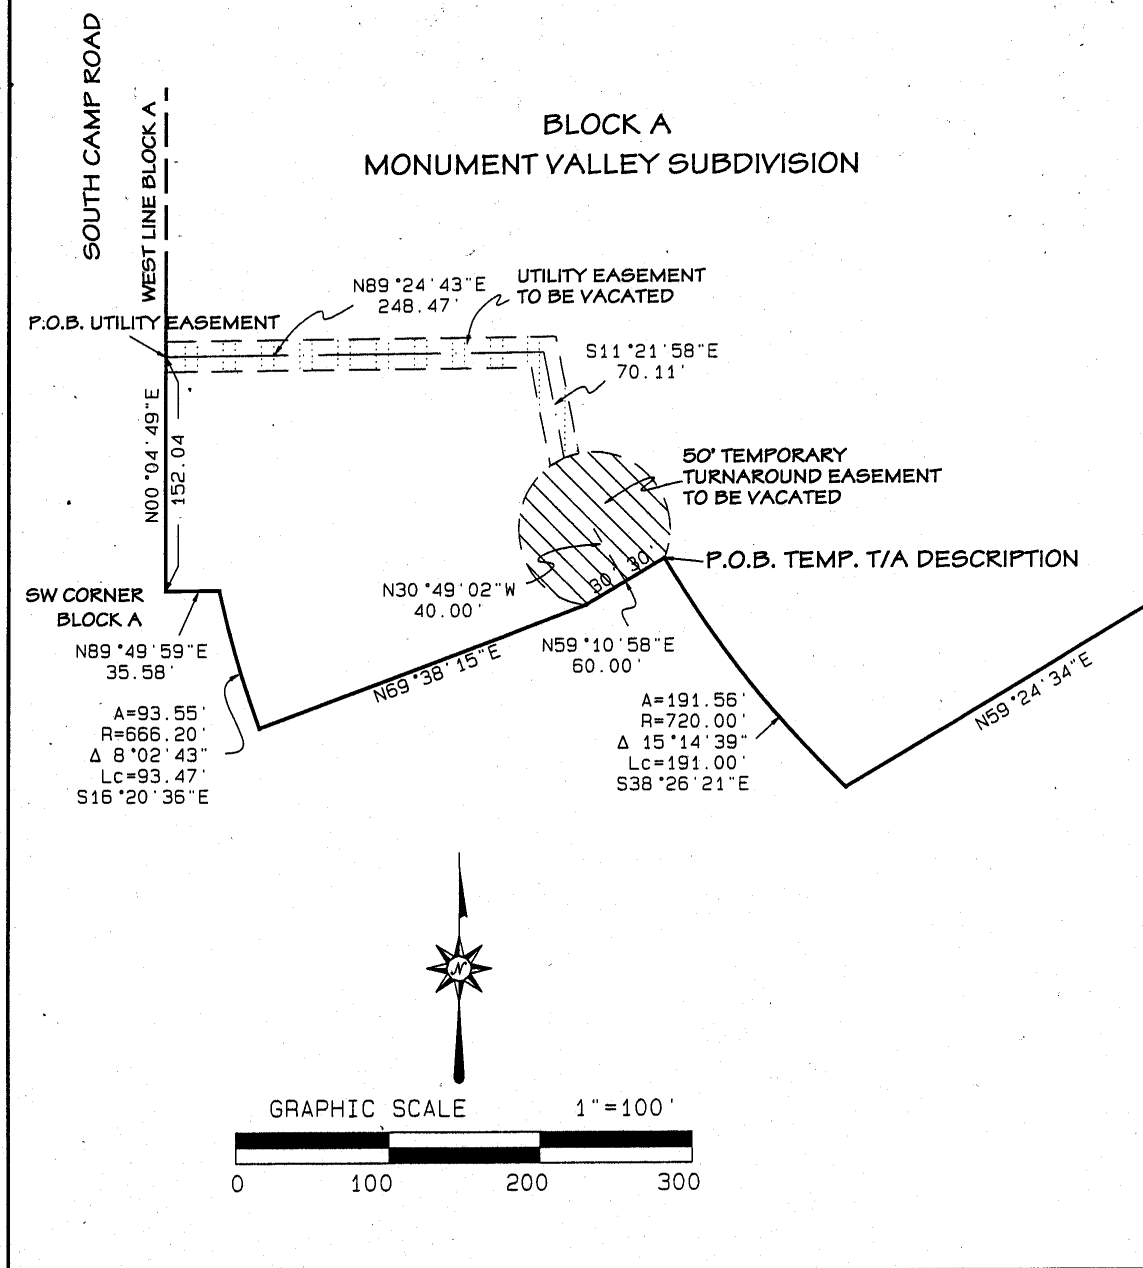 SOUTH CAMP ROAD
WEST LINE BLOCK A
BLOCK A
MONUMENT VALLEY SUBDIVISION
N89°24'43"E
248.47'
UTILITY EASEMENT
TO BE VACATED
P.O.B. UTILITY EASEMENT
S11°21'58"E
70.11'
N00°04'49"E
152.04
50' TEMPORARY
TURNAROUND EASEMENT
TO BE VACATED
P.O.B. TEMP. T/A DESCRIPTION
30'
30'
N30°49'02"W
40.00'
SW CORNER
BLOCK A
N89°49'59"E
35.58'
N59°10'58"E
60.00'
N69°38'15"E
A=93.55'
R=666.20'
Δ 8°02'43"
Lc=93.47'
S16°20'36"E
A=191.56'
R=720.00'
Δ 15°14'39"
Lc=191.00'
S38°26'21"E
N59°24'34"E
N
GRAPHIC SCALE 1"=100'
0 100 200 300